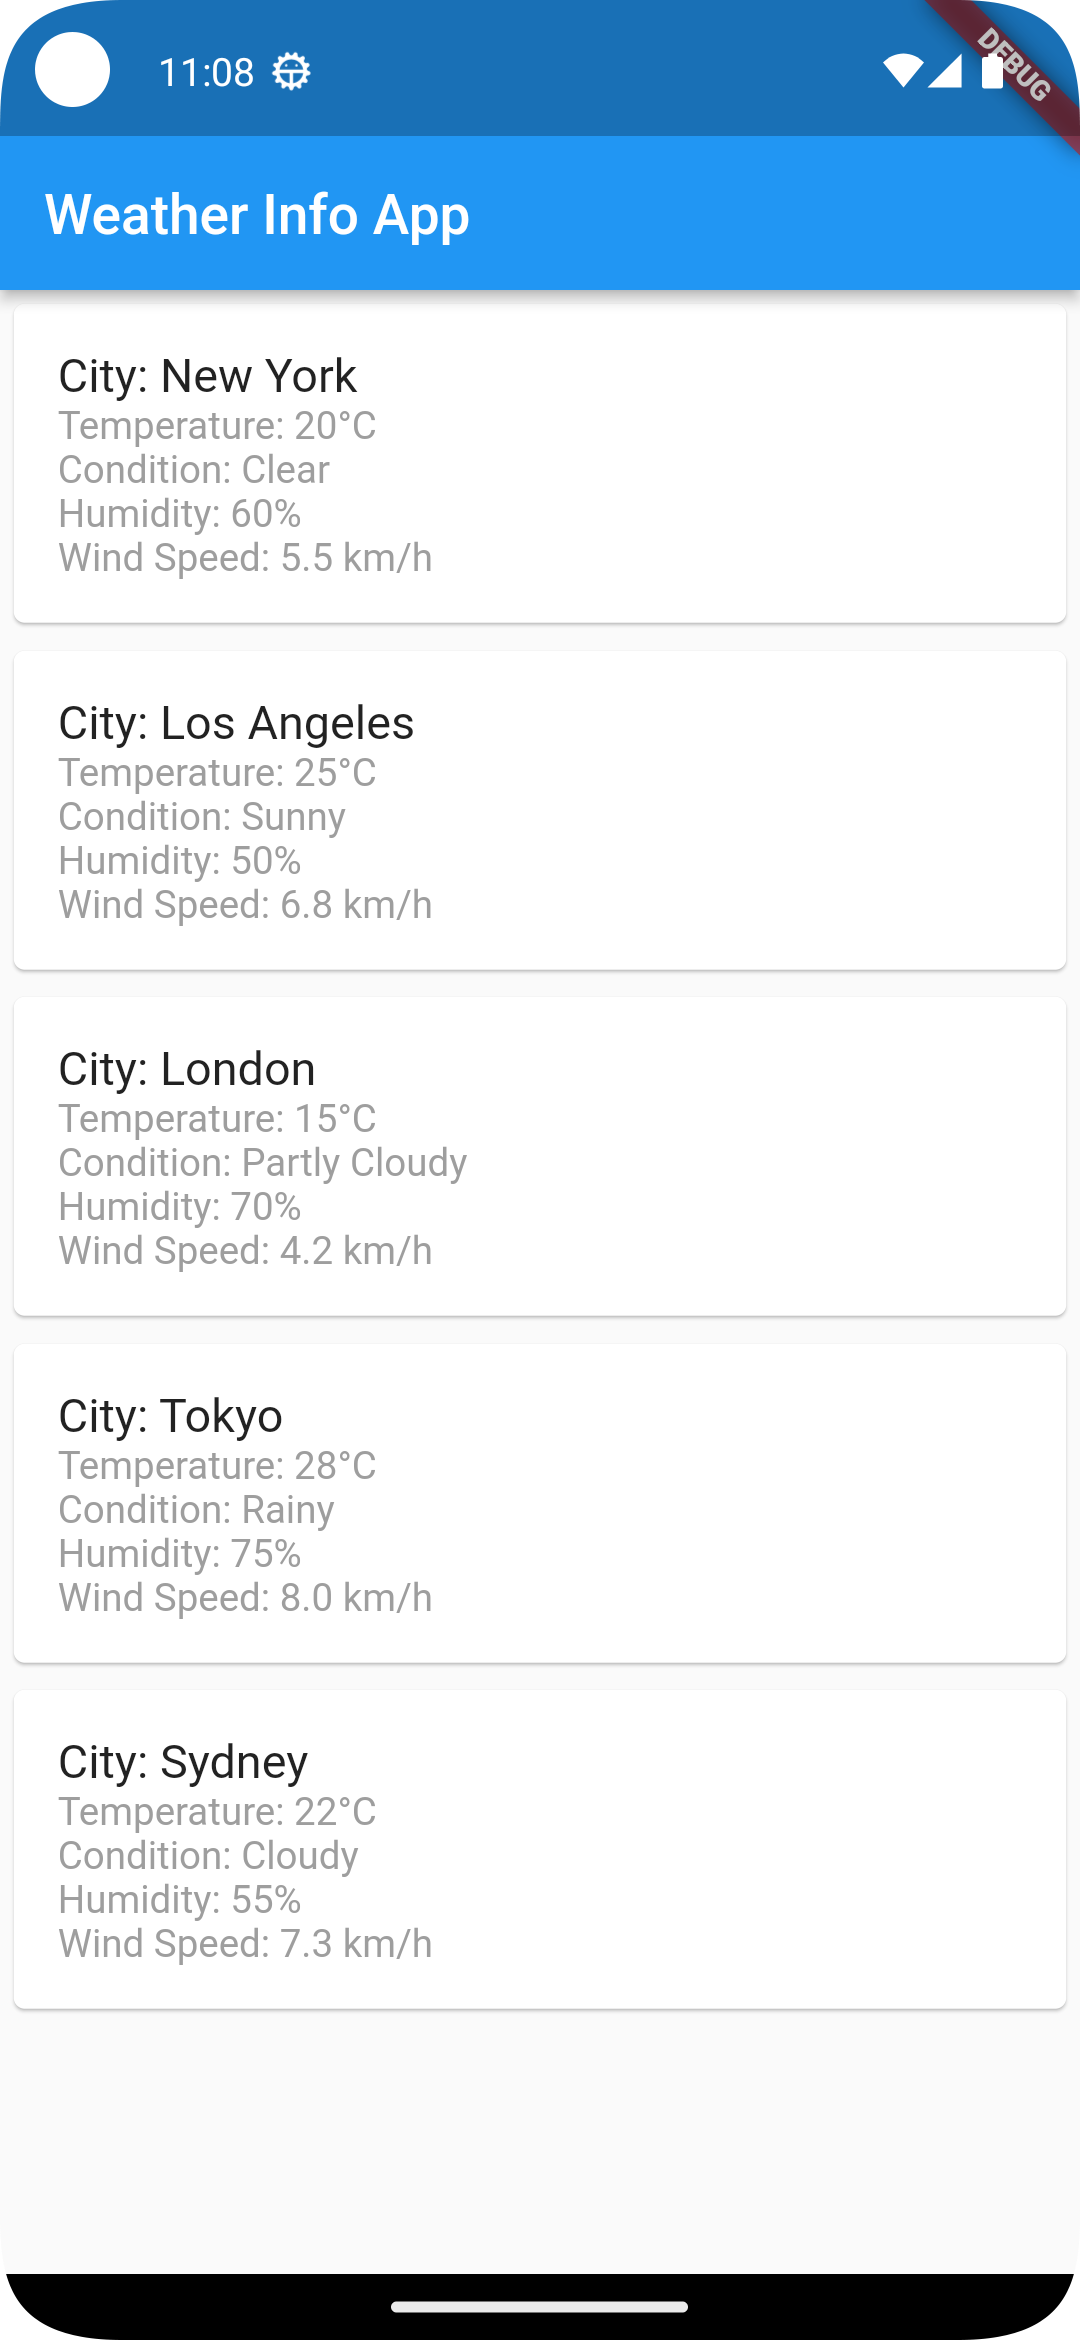 11:08
DEBUG
Weather Info App
City: New York
Temperature: 20°C
Condition: Clear
Humidity: 60%
Wind Speed: 5.5 km/h
City: Los Angeles
Temperature: 25°C
Condition: Sunny
Humidity: 50%
Wind Speed: 6.8 km/h
City: London
Temperature: 15°C
Condition: Partly Cloudy
Humidity: 70%
Wind Speed: 4.2 km/h
City: Tokyo
Temperature: 28°C
Condition: Rainy
Humidity: 75%
Wind Speed: 8.0 km/h
City: Sydney
Temperature: 22°C
Condition: Cloudy
Humidity: 55%
Wind Speed: 7.3 km/h